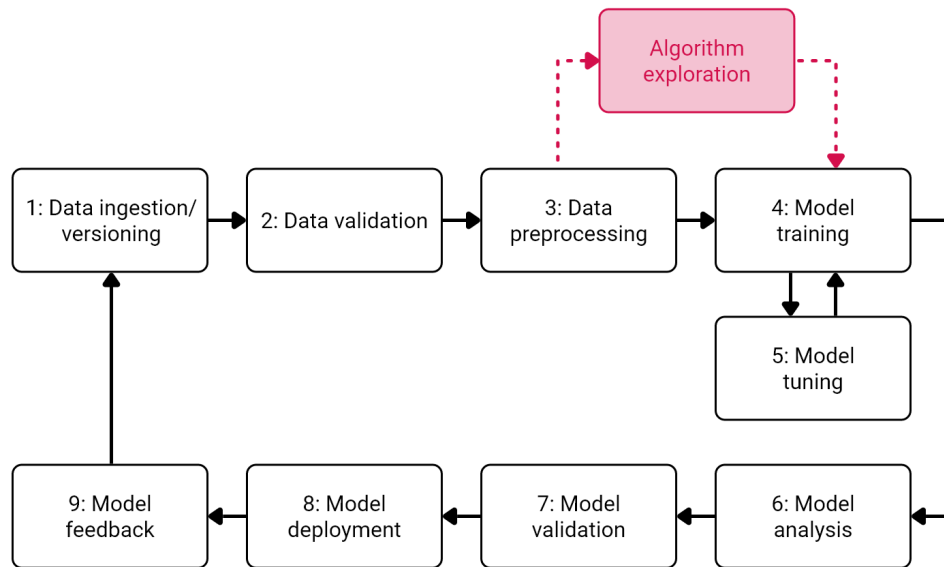 Algorithm
exploration
1: Data ingestion/
versioning
2: Data validation
3: Data
preprocessing
4: Model
training
5: Model
tuning
9: Model
feedback
8: Model
deployment
7: Model
validation
6: Model
analysis